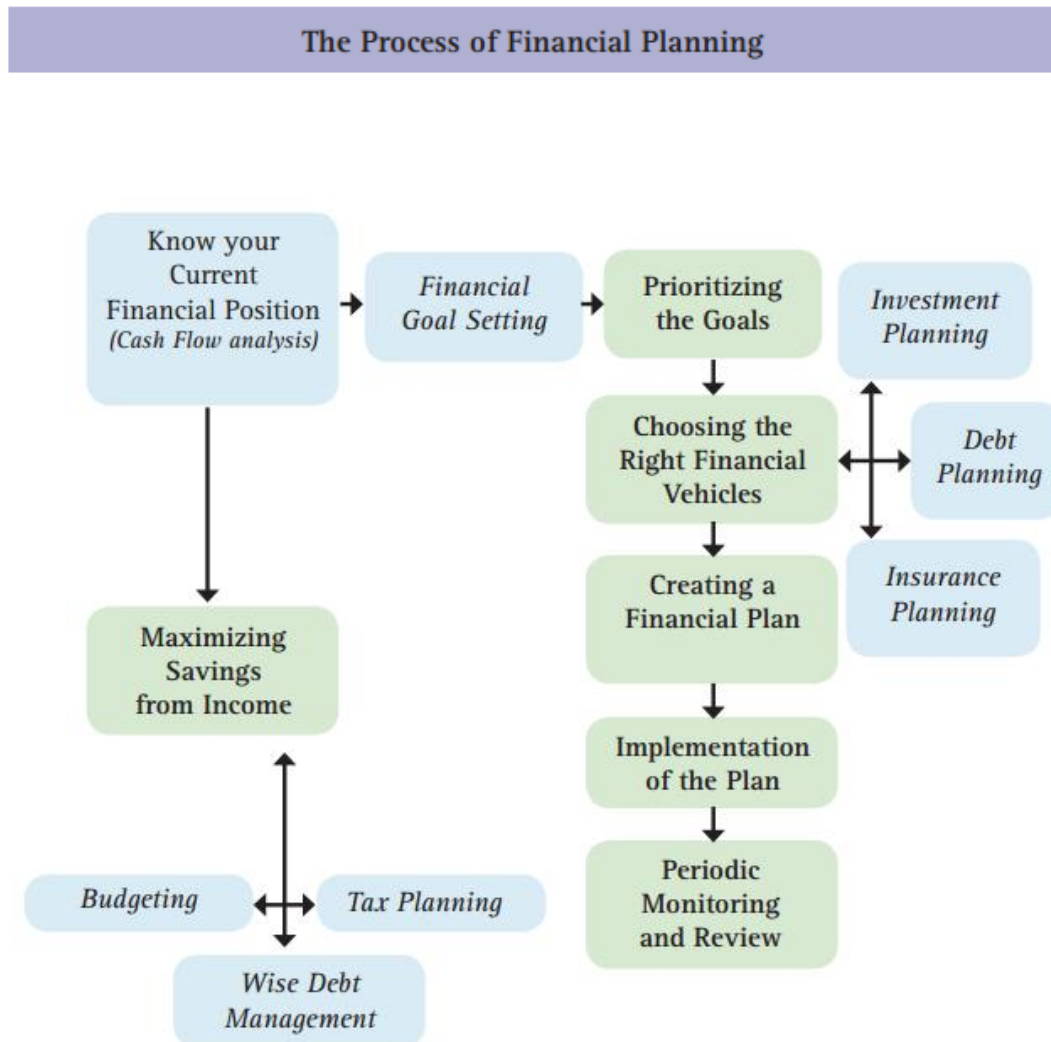 The Process of Financial Planning
Know your
Current
Financial Position
(Cash Flow analysis)
Financial
Goal Setting
Prioritizing
the Goals
Investment
Planning
Choosing the
Right Financial
Vehicles
Debt
Planning
Creating a
Financial Plan
Insurance
Planning
Maximizing
Savings
from Income
Implementation
of the Plan
Periodic
Monitoring
and Review
Budgeting
Tax Planning
Wise Debt
Management